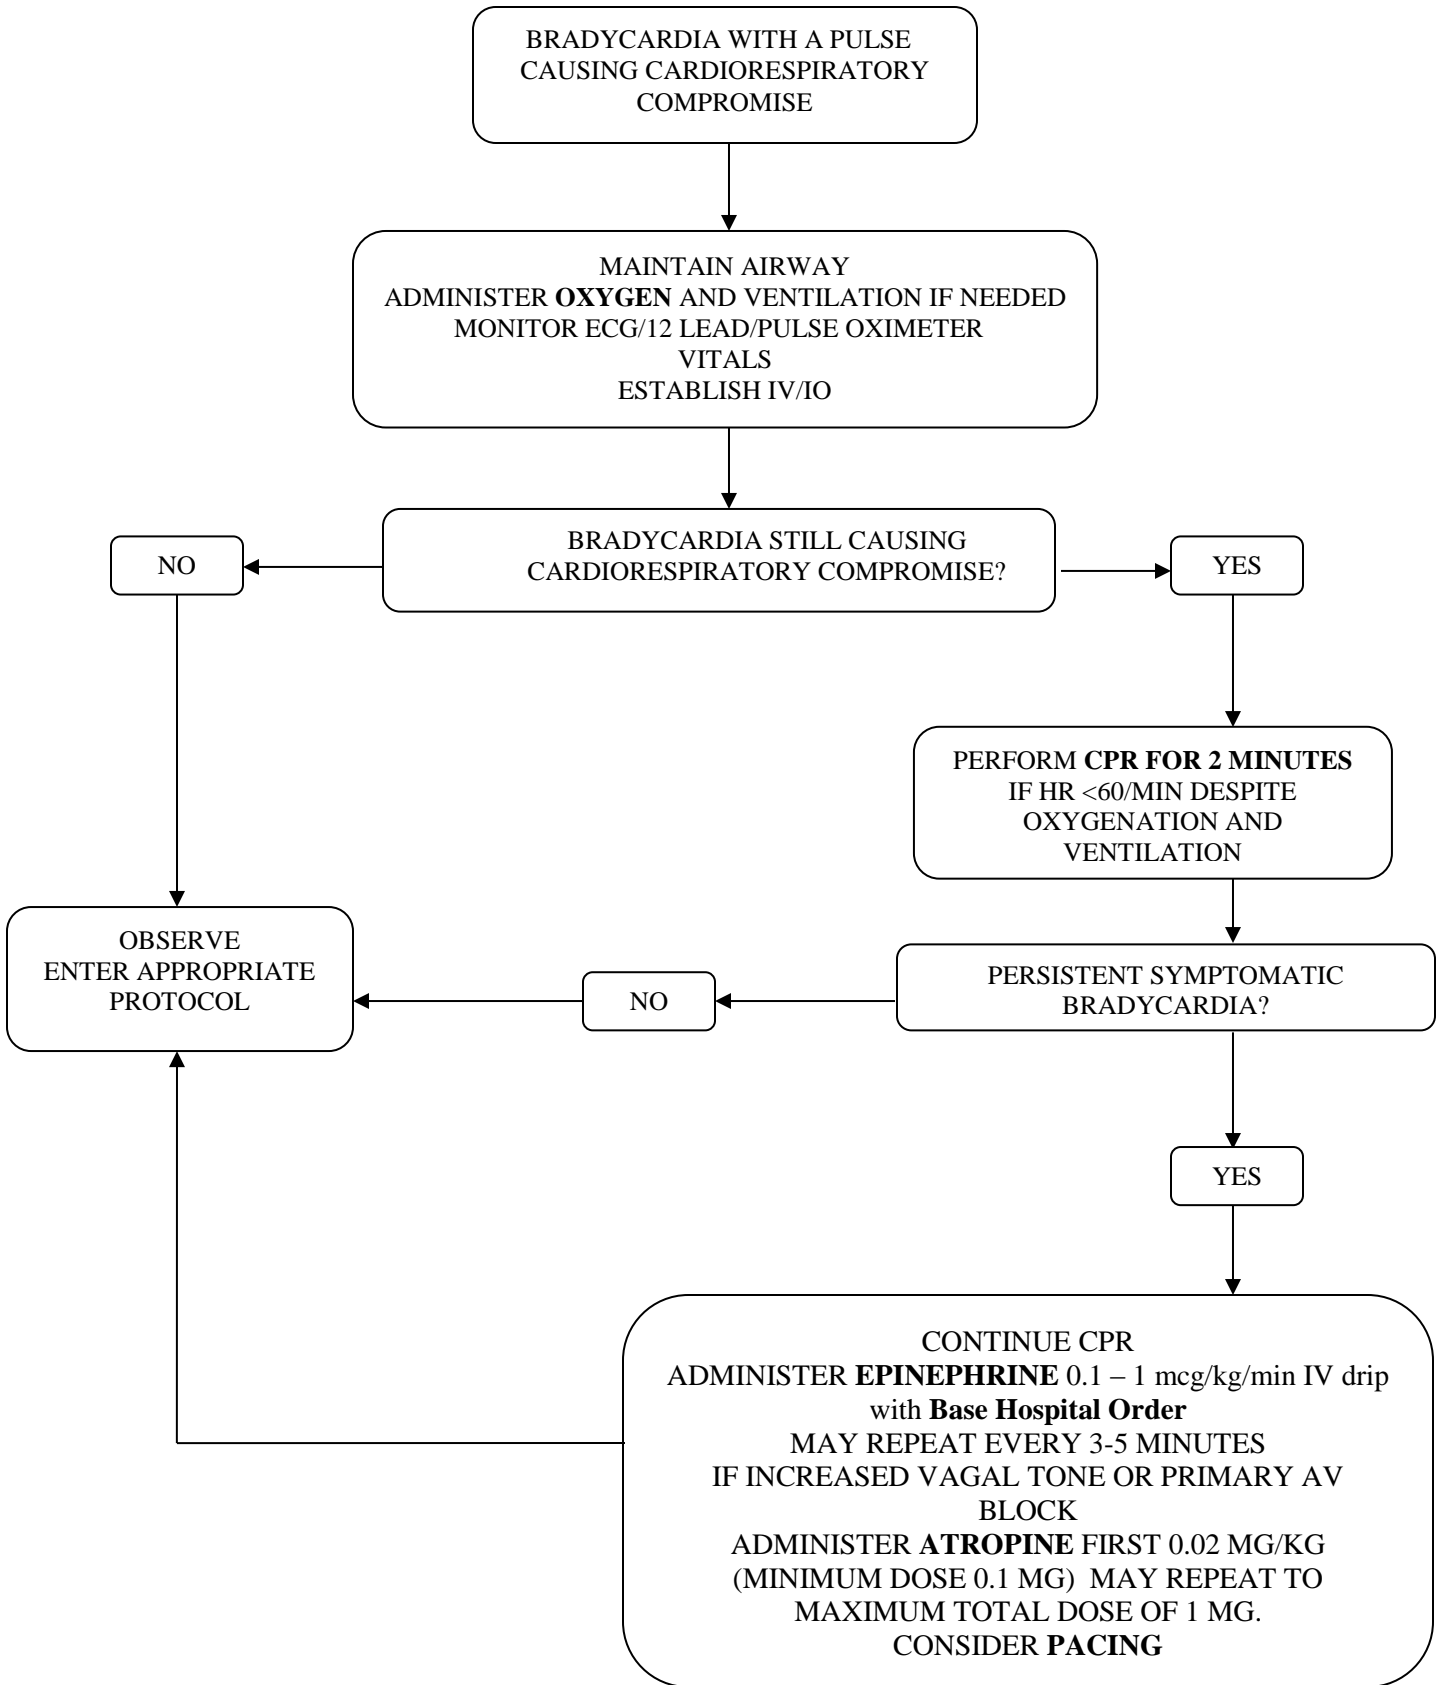 BRADYCARDIA WITH A PULSE
CAUSING CARDIORESPIRATORY
COMPROMISE
MAINTAIN AIRWAY
ADMINISTER OXYGEN AND VENTILATION IF NEEDED
MONITOR ECG/12 LEAD/PULSE OXIMETER
VITALS
ESTABLISH IV/IO
BRADYCARDIA STILL CAUSING
CARDIORESPIRATORY COMPROMISE?
NO
YES
PERFORM CPR FOR 2 MINUTES
IF HR <60/MIN DESPITE
OXYGENATION AND
VENTILATION
OBSERVE
ENTER APPROPRIATE
PROTOCOL
NO
PERSISTENT SYMPTOMATIC
BRADYCARDIA?
YES
CONTINUE CPR
ADMINISTER EPINEPHRINE 0.1 – 1 mcg/kg/min IV drip
with Base Hospital Order
MAY REPEAT EVERY 3-5 MINUTES
IF INCREASED VAGAL TONE OR PRIMARY AV
BLOCK
ADMINISTER ATROPINE FIRST 0.02 MG/KG
(MINIMUM DOSE 0.1 MG)  MAY REPEAT TO
MAXIMUM TOTAL DOSE OF 1 MG.
CONSIDER PACING